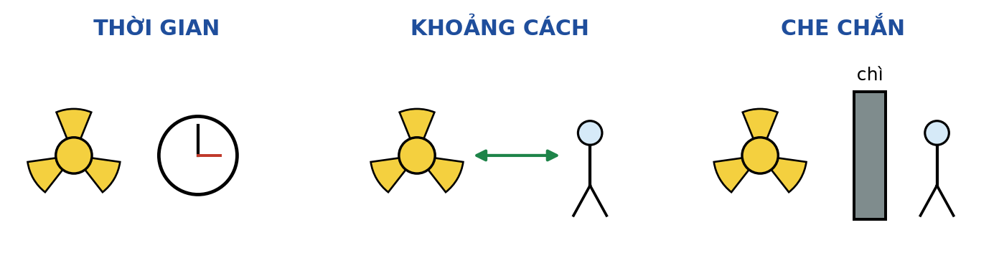 THỜI GIAN
KHOẢNG CÁCH
CHE CHẮN
chì